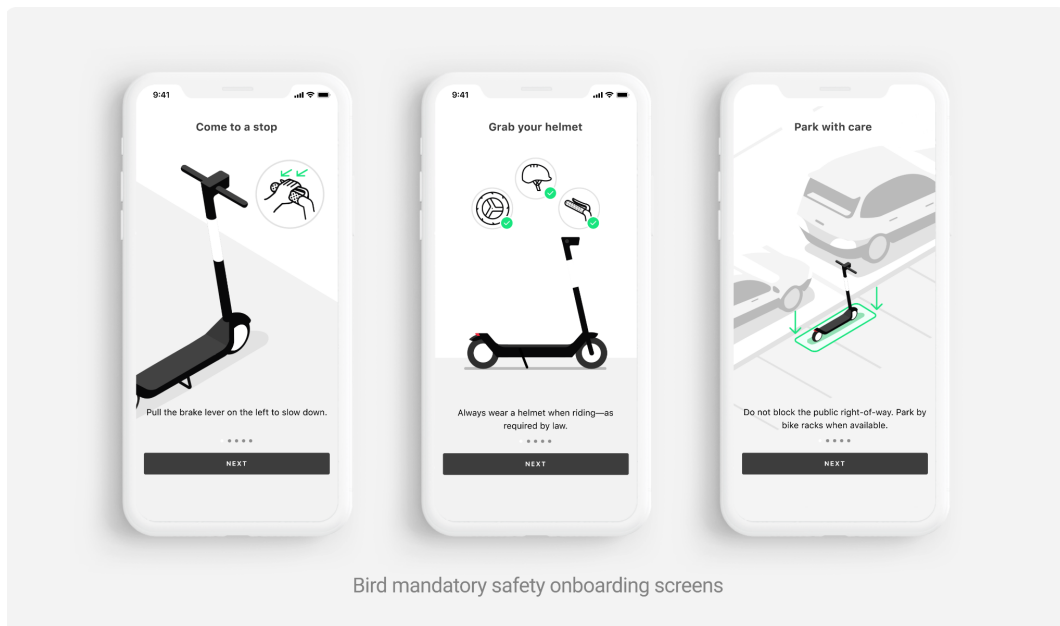 9:41
Come to a stop
Pull the brake lever on the left to slow down.
NEXT
9:41
Grab your helmet
Always wear a helmet when riding—as
required by law.
NEXT
Park with care
Do not block the public right-of-way. Park by
bike racks when available.
NEXT
Bird mandatory safety onboarding screens